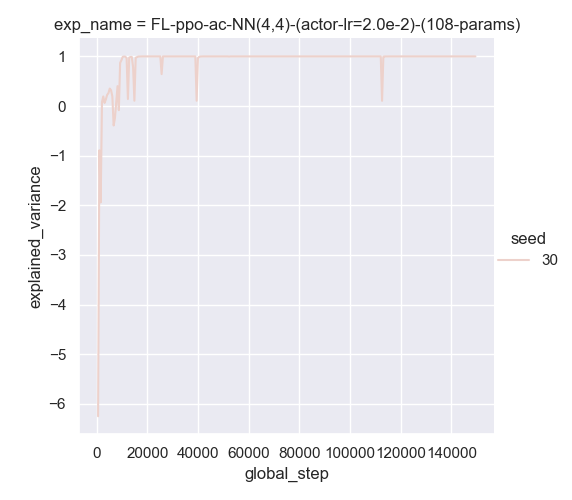 exp_name = FL-ppo-ac-NN(4,4)-(actor-lr=2.0e-2)-(108-params)
1
0
−1
−2
−3
−4
−5
−6
explained_variance
seed
30
0 20000 40000 60000 80000 100000 120000 140000
global_step